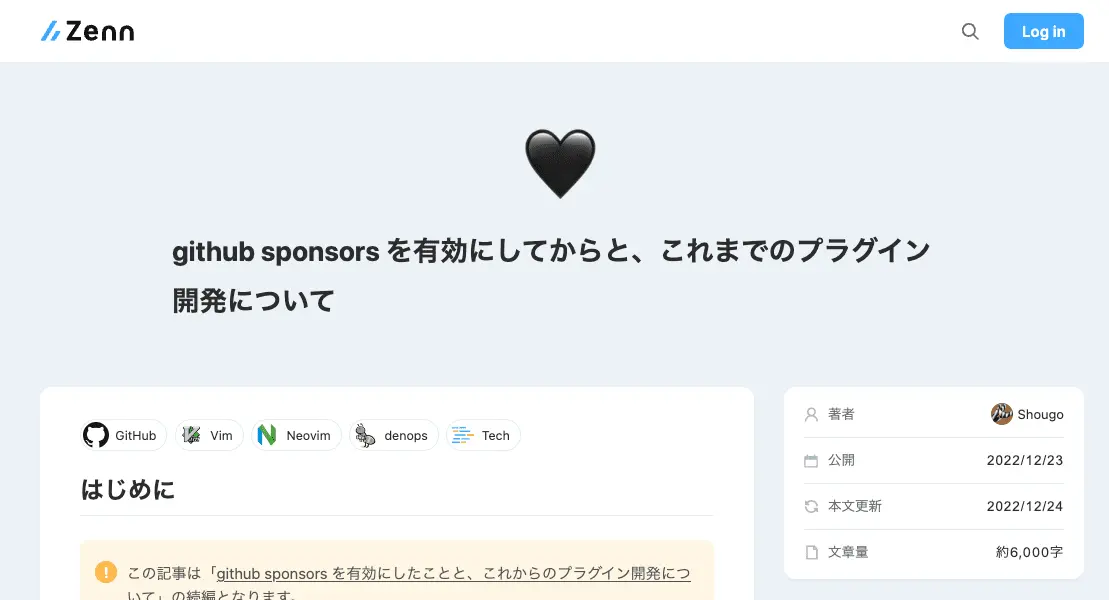 Zenn
Log in
github sponsors を有効にしてからと、これまでのプラグイン
開発について
GitHub
Vim
Neovim
denops
Tech
はじめに
この記事は「github sponsors を有効にしたことと、これからのプラグイン開発につ
いて」の続編となります。
著者
Shougo
公開
2022/12/23
本文更新
2022/12/24
文章量
約6,000字